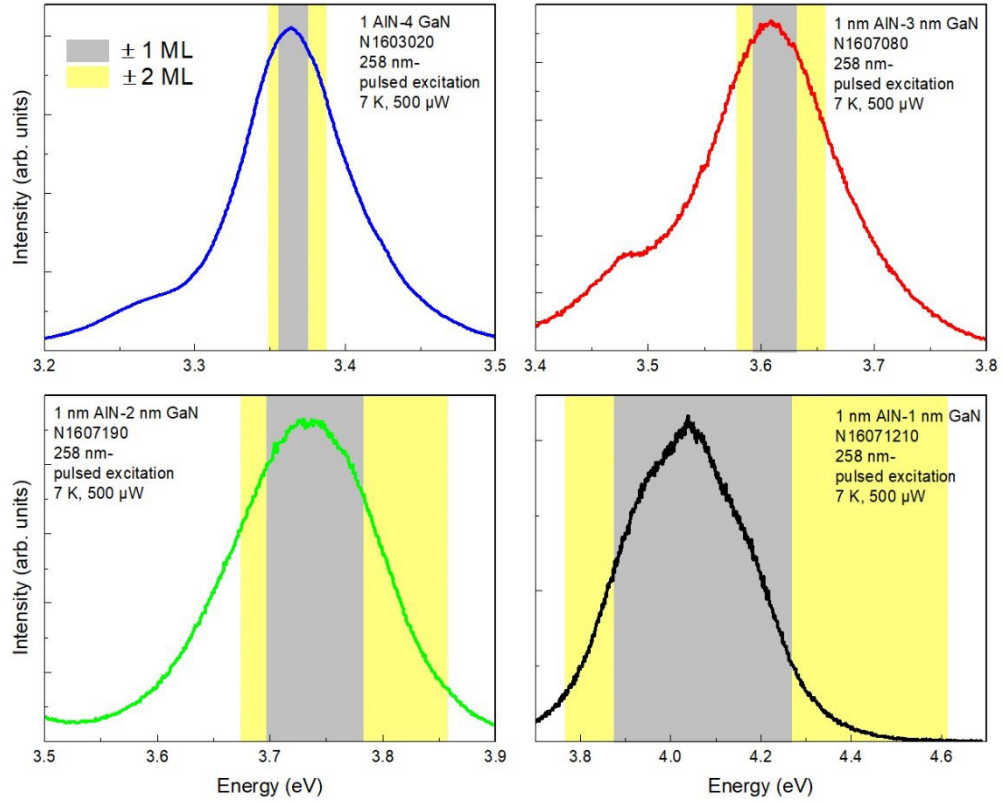 ± 1 ML
± 2 ML
1 AlN-4 GaN
N1603020
258 nm-
pulsed excitation
7 K, 500 µW
Intensity (arb. units)
3.2
3.3
3.4
3.5
1 nm AlN-3 nm GaN
N1607080
258 nm-
pulsed excitation
7 K, 500 µW
3.4
3.5
3.6
3.7
3.8
1 nm AlN-2 nm GaN
N1607190
258 nm-
pulsed excitation
7 K, 500 µW
Intensity (arb. units)
3.5
3.6
3.7
3.8
3.9
Energy (eV)
1 nm AlN-1 nm GaN
N16071210
258 nm-
pulsed excitation
7 K, 500 µW
3.8
4.0
4.2
4.4
4.6
Energy (eV)